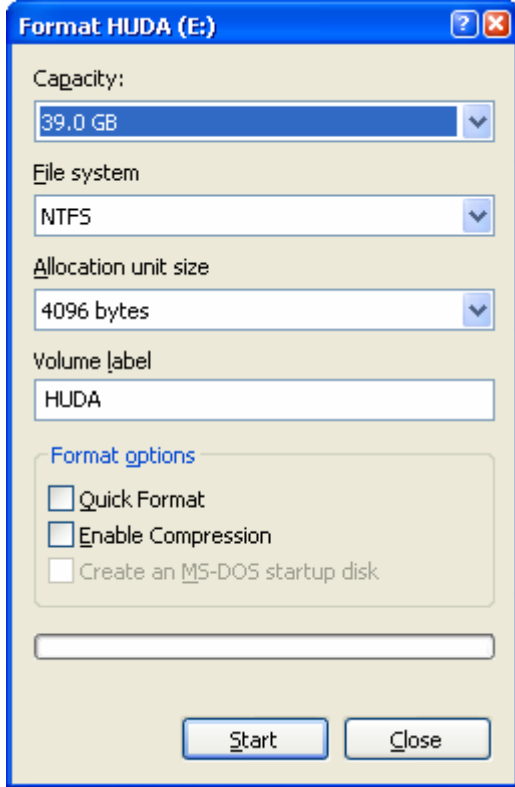 Format HUDA (E:)
Capacity:
39.0 GB
File system
NTFS
Allocation unit size
4096 bytes
Volume label
HUDA
Format options
Quick Format
Enable Compression
Create an MS-DOS startup disk
Start
Close